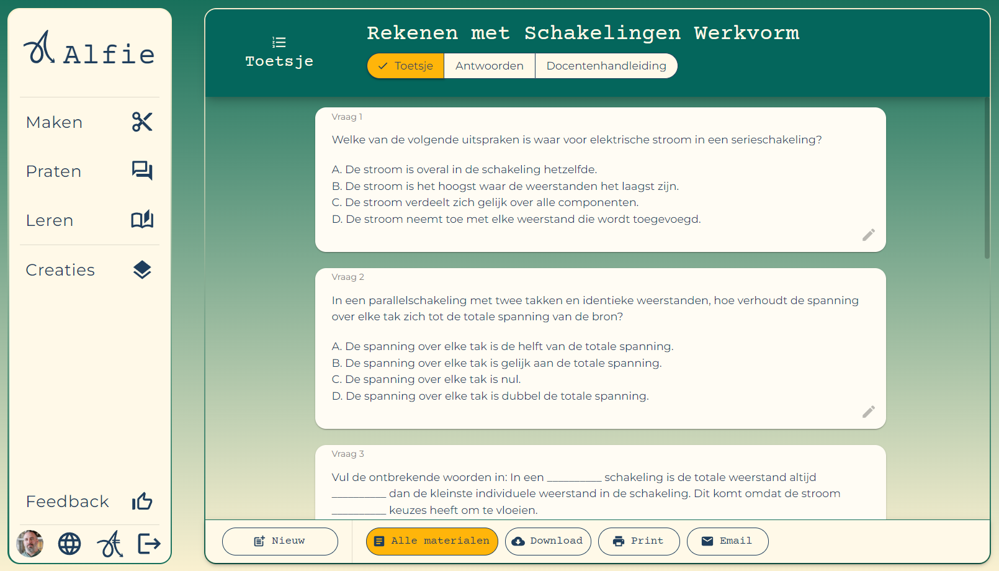 Alfie
Maken
Praten
Leren
Creaties
Feedback
Toetsje
Rekenen met Schakelingen Werkvorm
Toetsje
Antwoorden
Docentenhandleiding
Vraag 1
Welke van de volgende uitspraken is waar voor elektrische stroom in een serieschakeling?
A. De stroom is overal in de schakeling hetzelfde.
B. De stroom is het hoogst waar de weerstanden het laagst zijn.
C. De stroom verdeelt zich gelijk over alle componenten.
D. De stroom neemt toe met elke weerstand die wordt toegevoegd.
Vraag 2
In een parallelschakeling met twee takken en identieke weerstanden, hoe verhoudt de spanning
over elke tak zich tot de totale spanning van de bron?
A. De spanning over elke tak is de helft van de totale spanning.
B. De spanning over elke tak is gelijk aan de totale spanning.
C. De spanning over elke tak is nul.
D. De spanning over elke tak is dubbel de totale spanning.
Vraag 3
Vul de ontbrekende woorden in: In een __________ schakeling is de totale weerstand altijd
__________ dan de kleinste individuele weerstand in de schakeling. Dit komt omdat de stroom
__________ keuzes heeft om te vloeien.
Nieuw
Alle materialen
Download
Print
Email